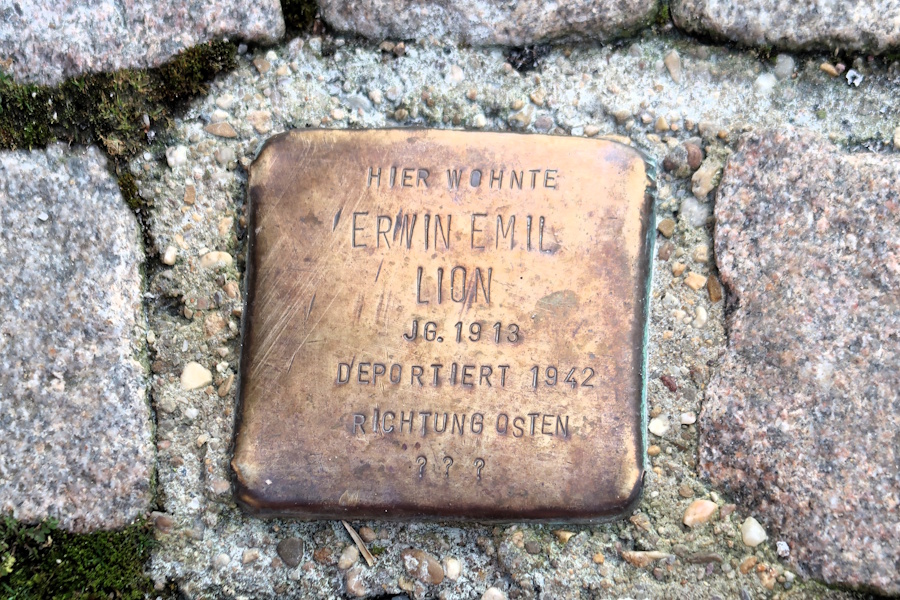 HIER WOHNTE
ERWIN EMIL
LION
JG. 1913
DEPORTIERT 1942
RICHTUNG OSTEN
? ? ?